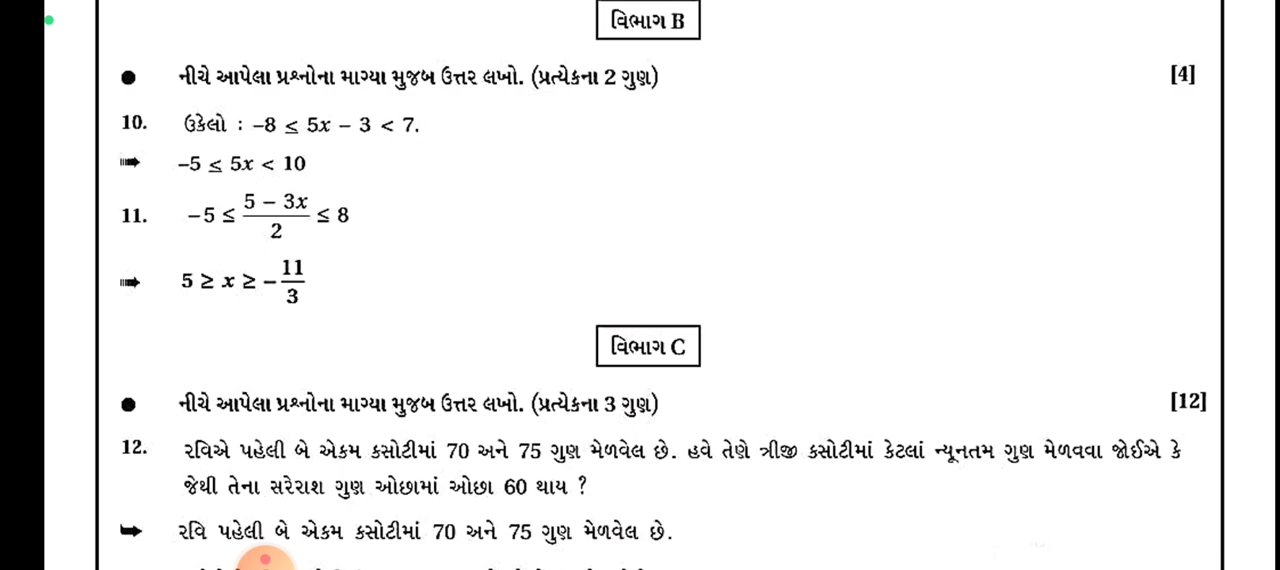 વિભાગ B
● નીચે આપેલા પ્રશ્નોના માગ્યા મુજબ ઉત્તર લખો. (પ્રત્યેકના 2 ગુણ) [4]
10. ઉકેલો : –8 ≤ 5x – 3 < 7.
–5 ≤ 5x < 10
11. –5 ≤ (5 – 3x)/2 ≤ 8
5 ≥ x ≥ –11/3
વિભાગ C
● નીચે આપેલા પ્રશ્નોના માગ્યા મુજબ ઉત્તર લખો. (પ્રત્યેકના 3 ગુણ) [12]
12. રવિએ પહેલી બે એકમ કસોટીમાં 70 અને 75 ગુણ મેળવેલ છે. હવે તેણે ત્રીજી કસોટીમાં કેટલાં ન્યૂનતમ ગુણ મેળવવા જોઈએ કે
જેથી તેના સરેરાશ ગુણ ઓછામાં ઓછા 60 થાય ?
રવિ પહેલી બે એકમ કસોટીમાં 70 અને 75 ગુણ મેળવેલ છે.